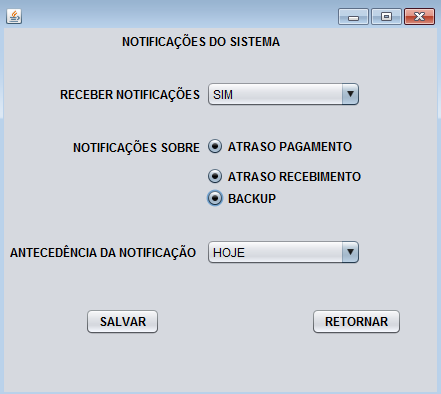 NOTIFICAÇÕES DO SISTEMA
RECEBER NOTIFICAÇÕES SIM
NOTIFICAÇÕES SOBRE ATRASO PAGAMENTO
ATRASO RECEBIMENTO
BACKUP
ANTECEDÊNCIA DA NOTIFICAÇÃO HOJE
SALVAR RETORNAR